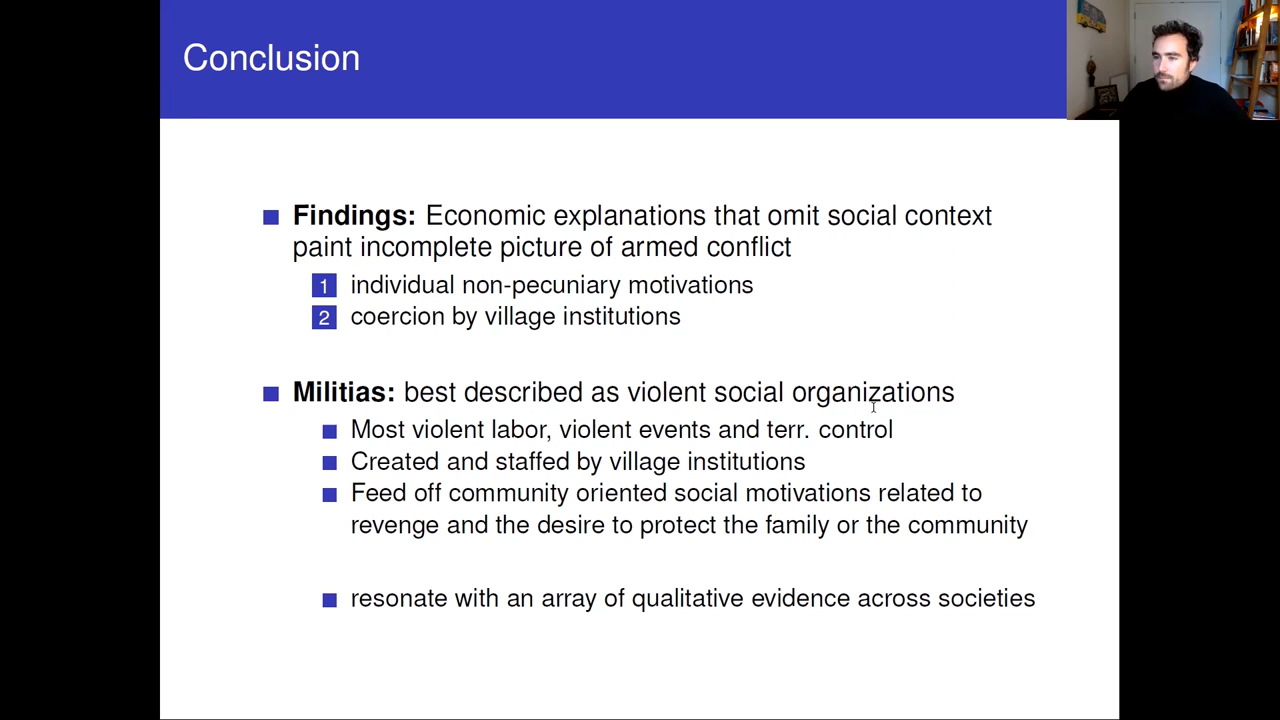 Conclusion
Findings: Economic explanations that omit social context
paint incomplete picture of armed conflict
1 individual non-pecuniary motivations
2 coercion by village institutions
Militias: best described as violent social organizations
Most violent labor, violent events and terr. control
Created and staffed by village institutions
Feed off community oriented social motivations related to
revenge and the desire to protect the family or the community
resonate with an array of qualitative evidence across societies